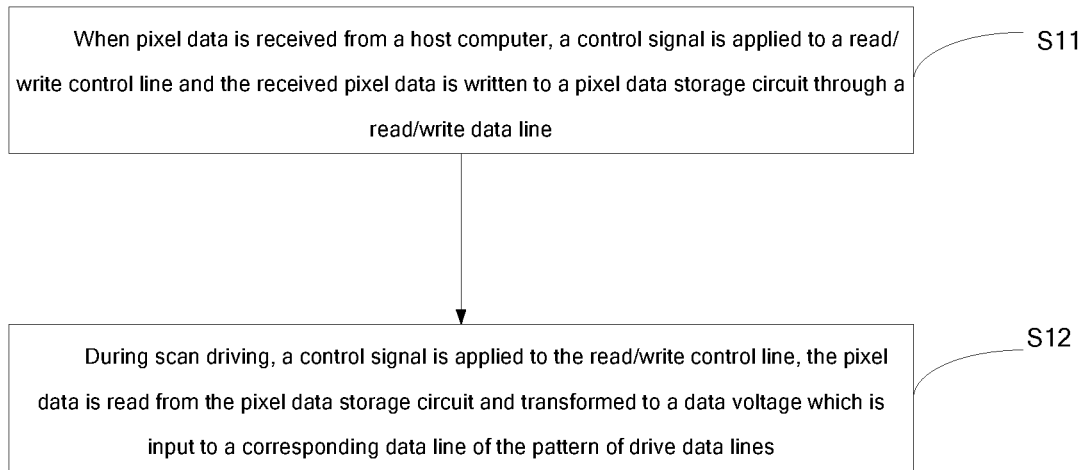 When pixel data is received from a host computer, a control signal is applied to a read/
write control line and the received pixel data is written to a pixel data storage circuit through a
read/write data line
S11
During scan driving, a control signal is applied to the read/write control line, the pixel
data is read from the pixel data storage circuit and transformed to a data voltage which is
input to a corresponding data line of the pattern of drive data lines
S12